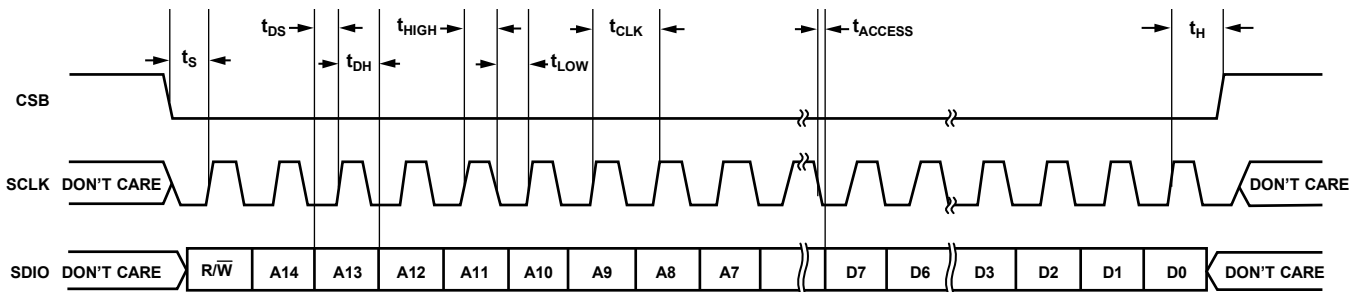 tDS
tHIGH
tCLK
tACCESS
tH
tS
tDH
tLOW
CSB
SCLK DON'T CARE DON'T CARE
SDIO DON'T CARE R/W̅ A14 A13 A12 A11 A10 A9 A8 A7 D7 D6 D3 D2 D1 D0 DON'T CARE